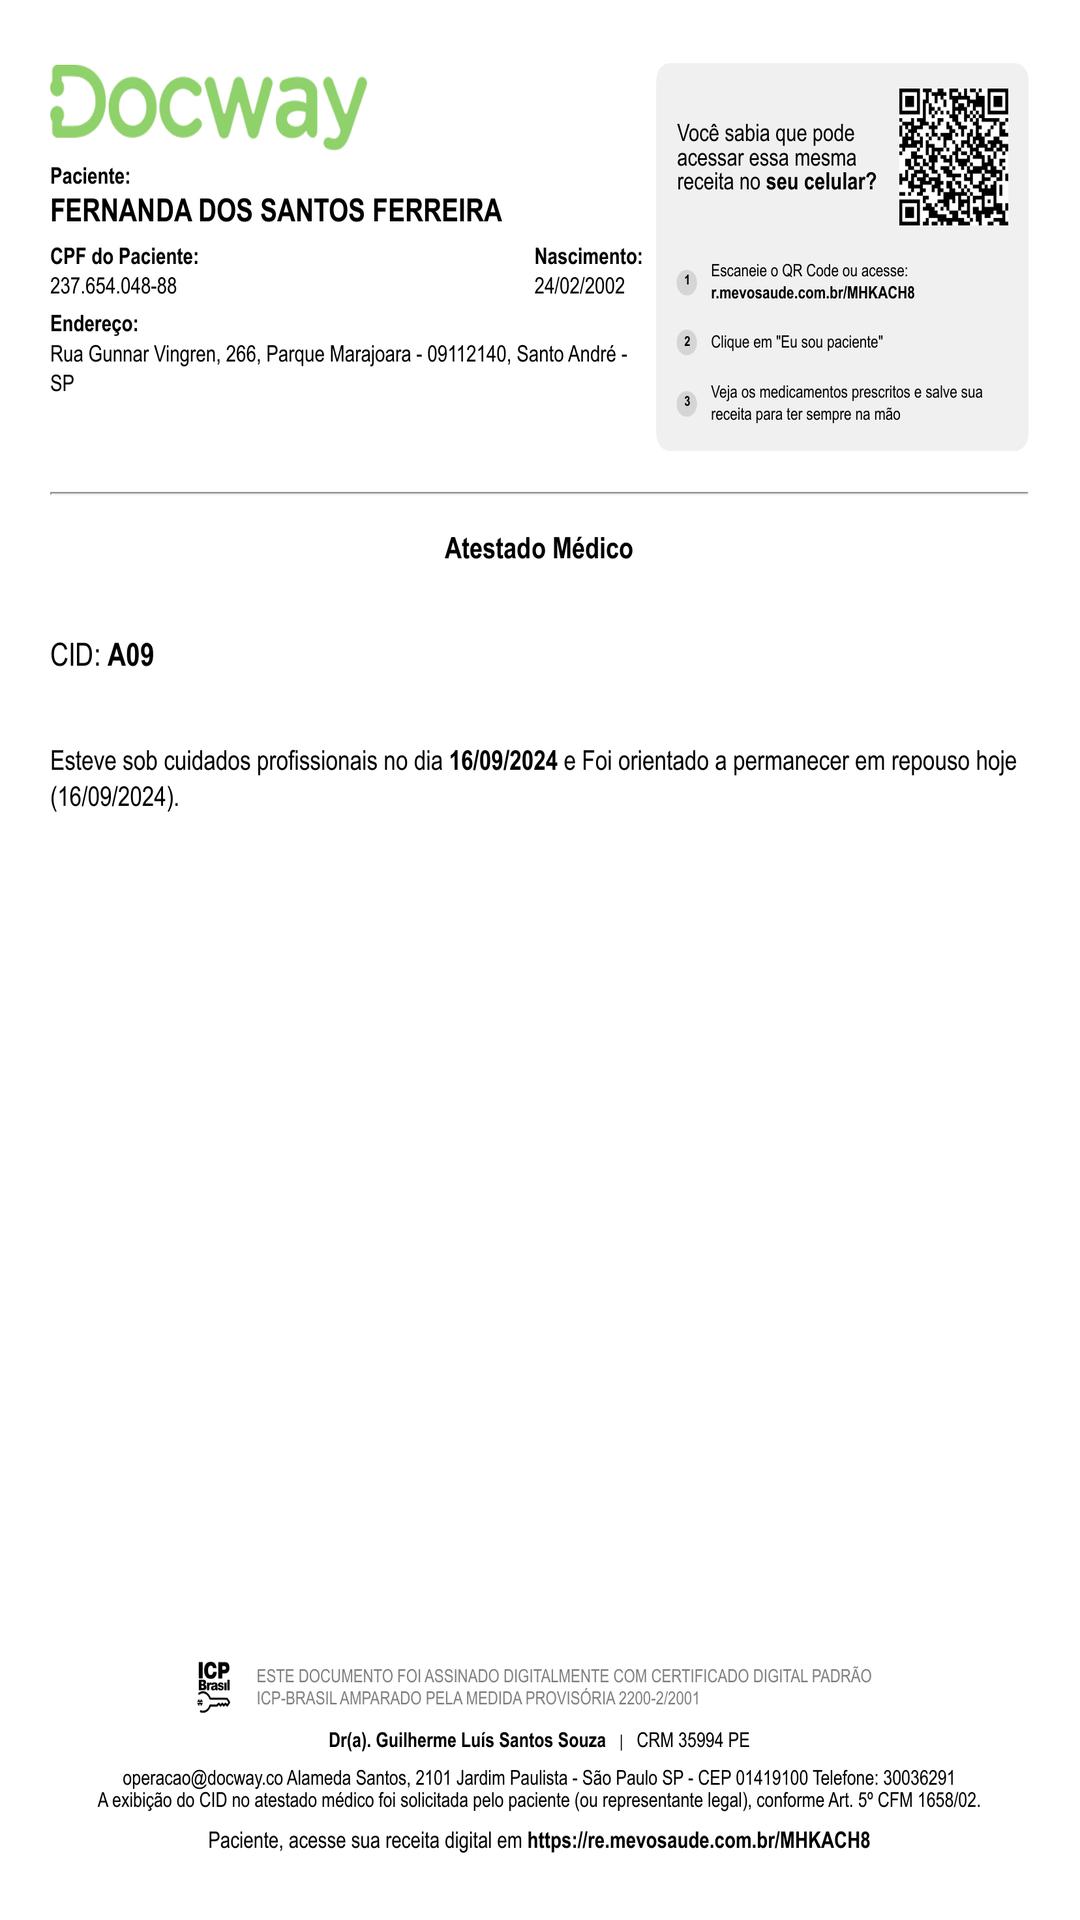 Docway
Paciente:
FERNANDA DOS SANTOS FERREIRA
CPF do Paciente:
237.654.048-88
Nascimento:
24/02/2002
Endereço:
Rua Gunnar Vingren, 266, Parque Marajoara - 09112140, Santo André -
SP
Você sabia que pode
acessar essa mesma
receita no seu celular?
1
Escaneie o QR Code ou acesse:
r.mevosaude.com.br/MHKACH8
2
Clique em "Eu sou paciente"
3
Veja os medicamentos prescritos e salve sua
receita para ter sempre na mão
Atestado Médico
CID: A09
Esteve sob cuidados profissionais no dia 16/09/2024 e Foi orientado a permanecer em repouso hoje
(16/09/2024).
ICP
Brasil
ESTE DOCUMENTO FOI ASSINADO DIGITALMENTE COM CERTIFICADO DIGITAL PADRÃO
ICP-BRASIL AMPARADO PELA MEDIDA PROVISÓRIA 2200-2/2001
Dr(a). Guilherme Luís Santos Souza | CRM 35994 PE
operacao@docway.co Alameda Santos, 2101 Jardim Paulista - São Paulo SP - CEP 01419100 Telefone: 30036291
A exibição do CID no atestado médico foi solicitada pelo paciente (ou representante legal), conforme Art. 5º CFM 1658/02.
Paciente, acesse sua receita digital em https://re.mevosaude.com.br/MHKACH8